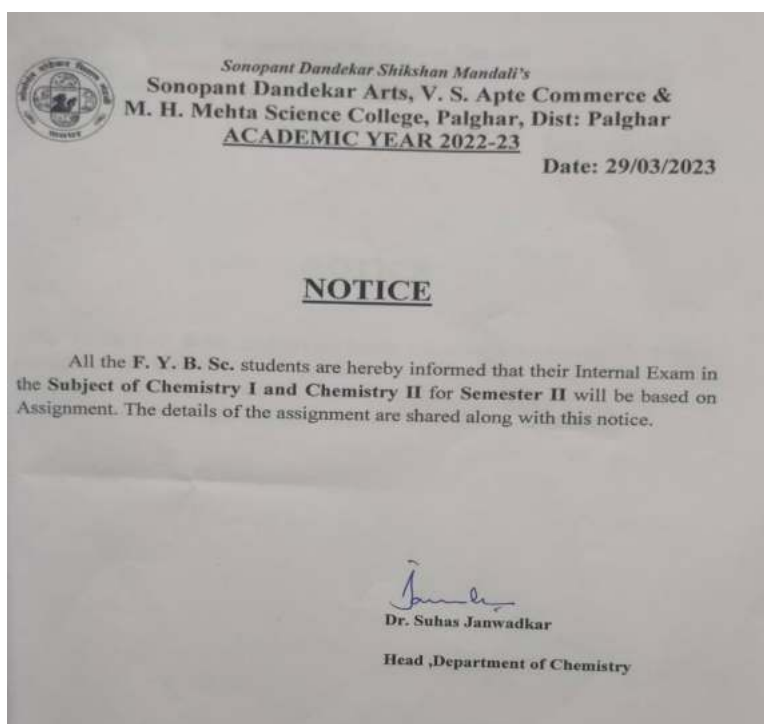 Sonopant Dandekar Shikshan Mandali's
Sonopant Dandekar Arts, V. S. Apte Commerce &
M. H. Mehta Science College, Palghar, Dist: Palghar
ACADEMIC YEAR 2022-23
Date: 29/03/2023
NOTICE
All the F. Y. B. Sc. students are hereby informed that their Internal Exam in
the Subject of Chemistry I and Chemistry II for Semester II will be based on
Assignment. The details of the assignment are shared along with this notice.
Dr. Suhas Janwadkar
Head ,Department of Chemistry